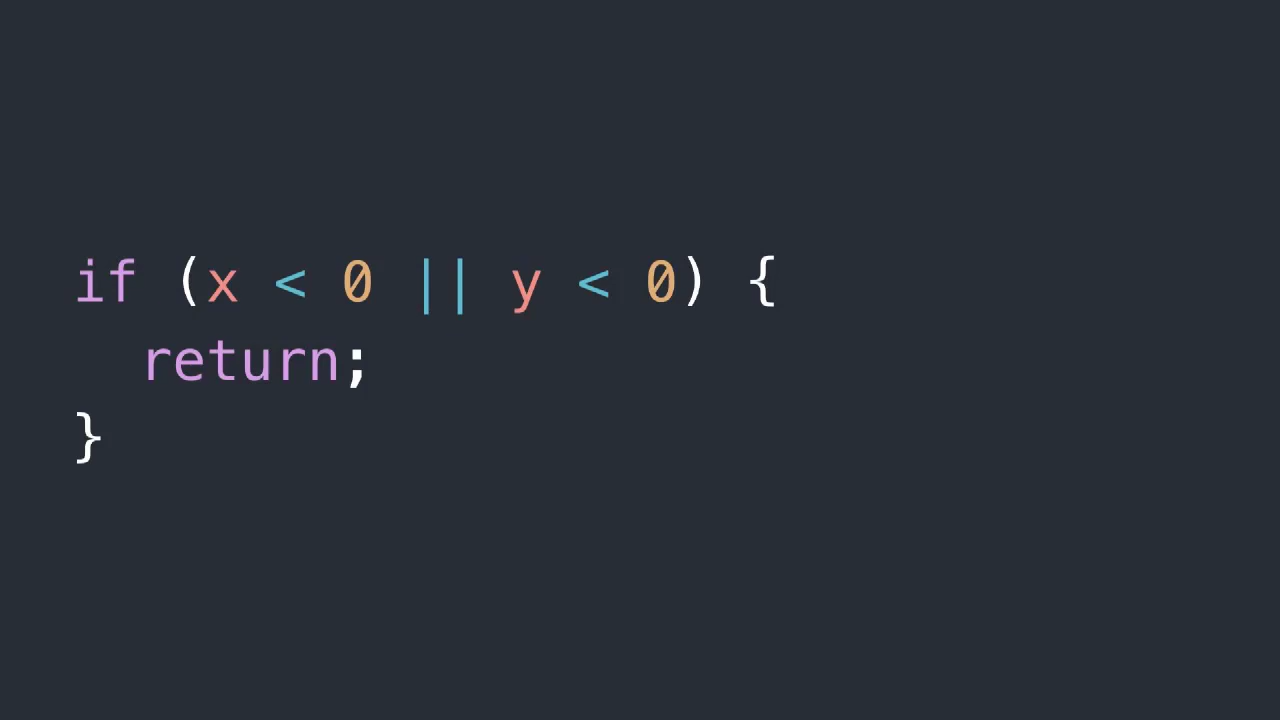 if (x < 0 || y < 0) {
  return;
}